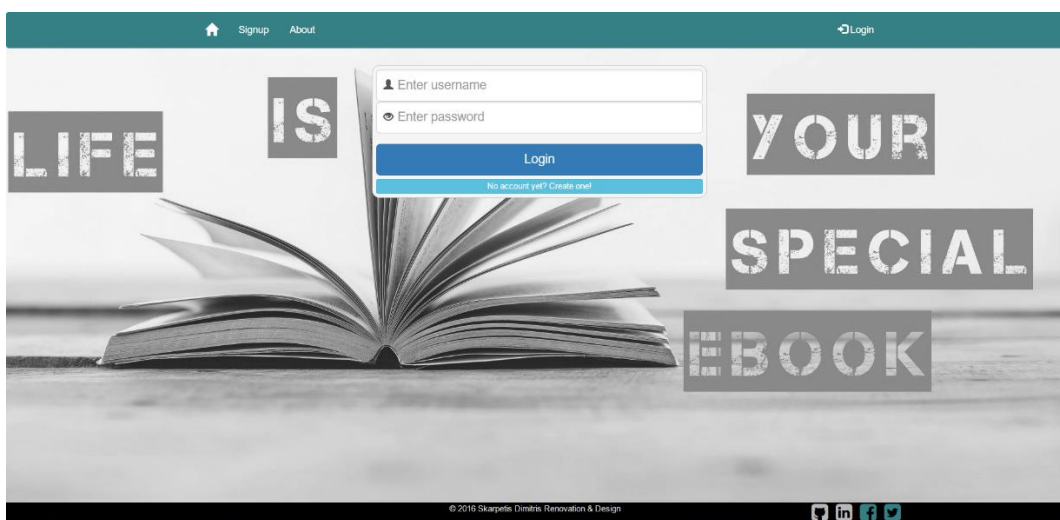 Signup About Login
Enter username
Enter password
Login
No account yet? Create one!
LIFE
IS
YOUR
SPECIAL
EBOOK
© 2016 Skarpetis Dimitris Renovation & Design